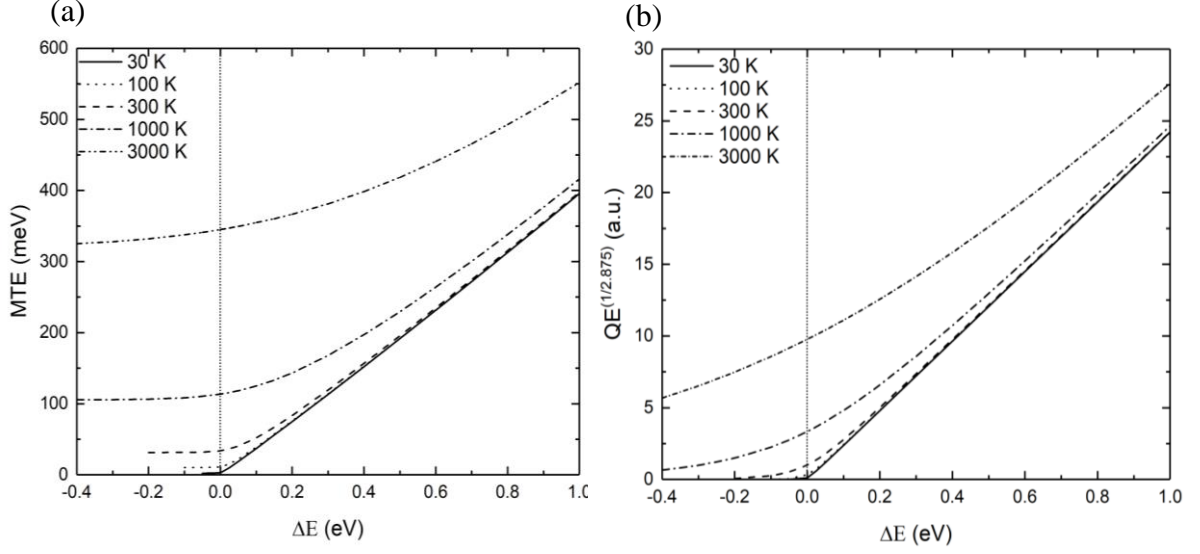 (a)
600
500
400
300
200
100
0
MTE (meV)
30 K
100 K
300 K
1000 K
3000 K
-0.4 -0.2 0.0 0.2 0.4 0.6 0.8 1.0
ΔE (eV)
(b)
30
25
20
15
10
5
0
QE^(1/2.875) (a.u.)
30 K
100 K
300 K
1000 K
3000 K
-0.4 -0.2 0.0 0.2 0.4 0.6 0.8 1.0
ΔE (eV)